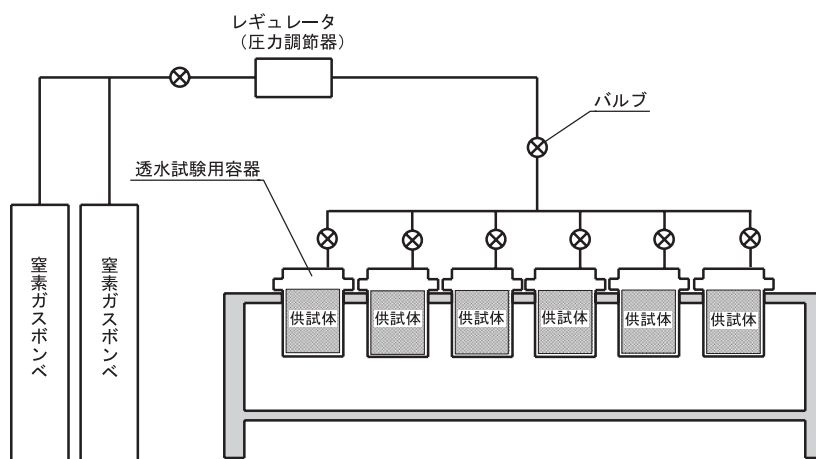 レギュレータ
（圧力調節器）
バルブ
透水試験用容器
窒素ガスボンベ
窒素ガスボンベ
供試体
供試体
供試体
供試体
供試体
供試体